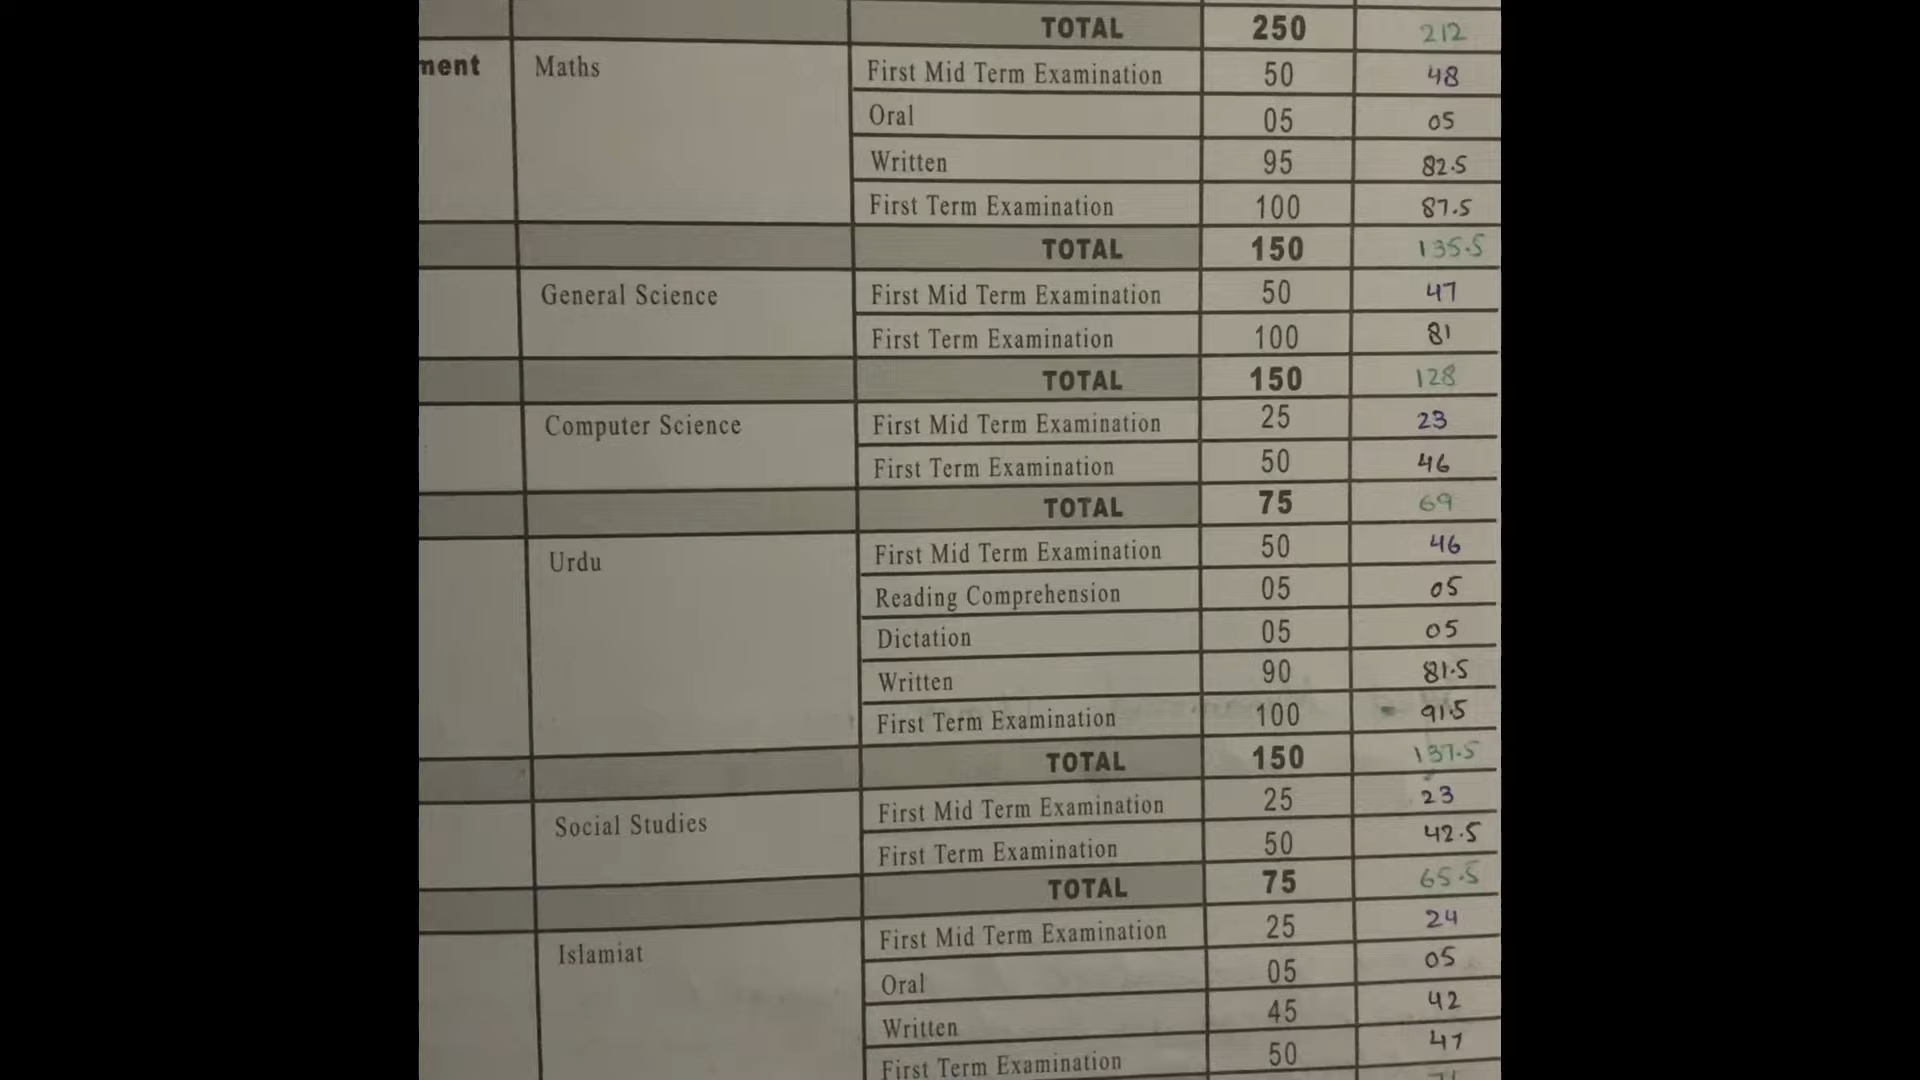 TOTAL 250 212
ment Maths First Mid Term Examination 50 48
Oral 05 05
Written 95 82.5
First Term Examination 100 87.5
TOTAL 150 135.5
General Science First Mid Term Examination 50 47
First Term Examination 100 81
TOTAL 150 128
Computer Science First Mid Term Examination 25 23
First Term Examination 50 46
TOTAL 75 69
Urdu First Mid Term Examination 50 46
Reading Comprehension 05 05
Dictation 05 05
Written 90 81.5
First Term Examination 100 91.5
TOTAL 150 137.5
Social Studies First Mid Term Examination 25 23
First Term Examination 50 42.5
TOTAL 75 65.5
Islamiat First Mid Term Examination 25 24
Oral 05 05
Written 45 42
First Term Examination 50 47